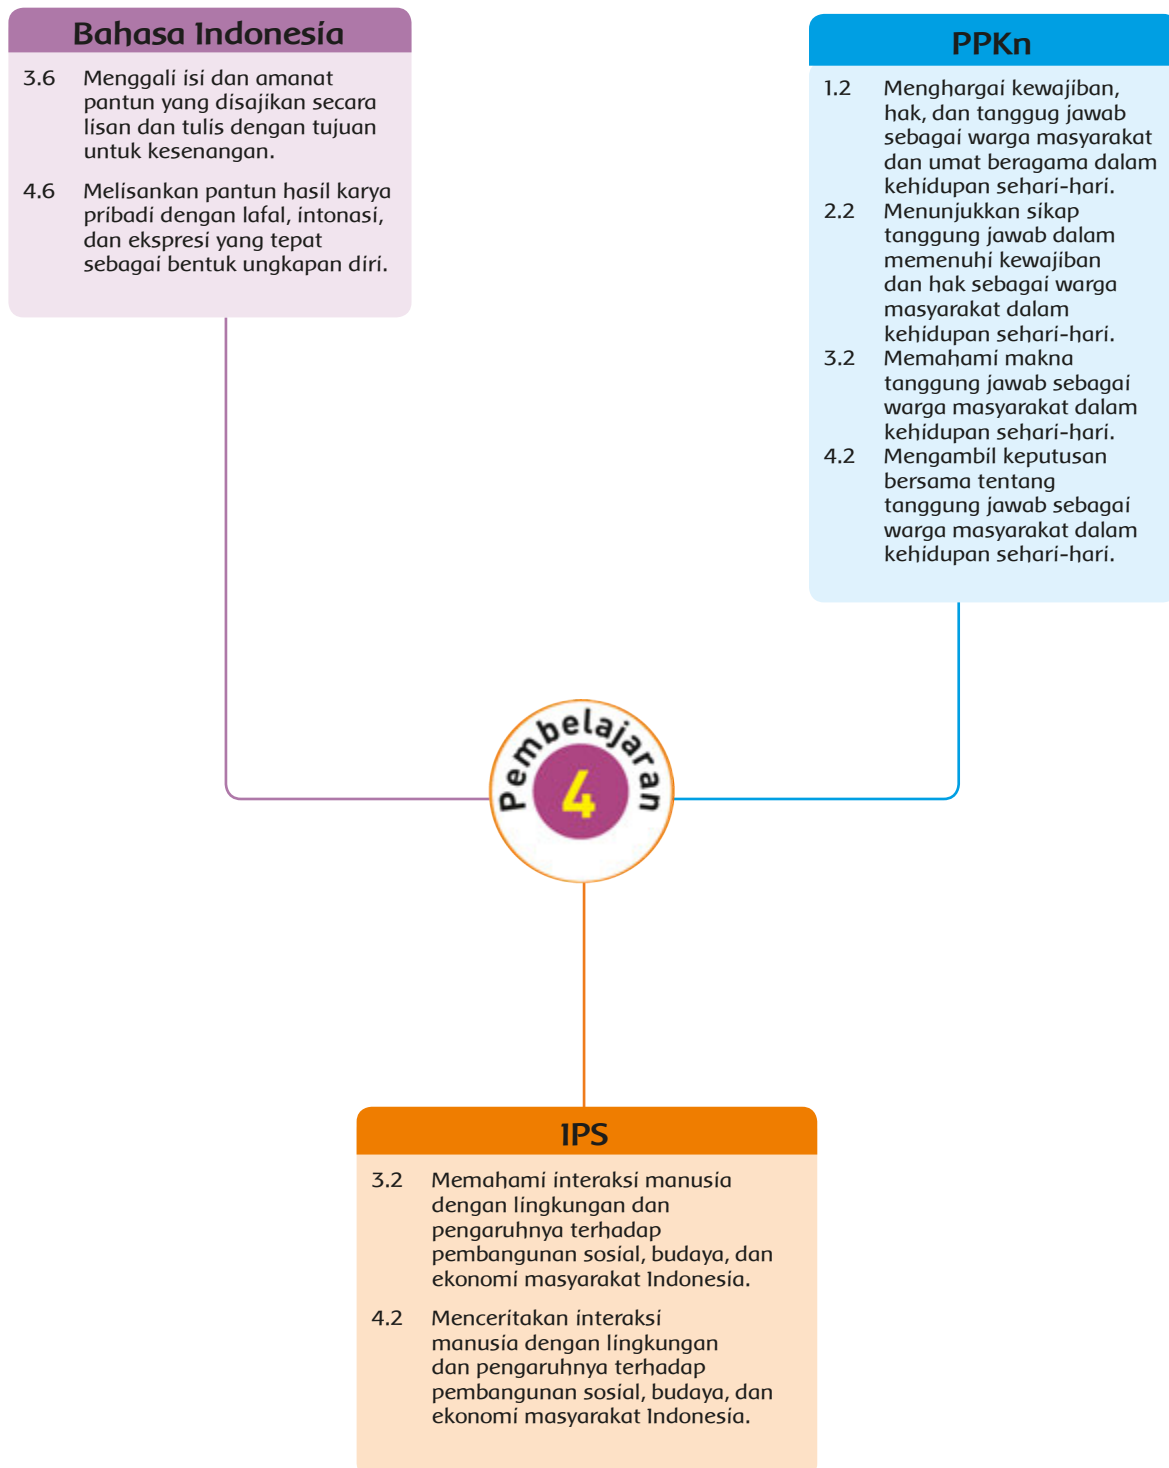 Bahasa Indonesia
3.6 Menggali isi dan amanat
pantun yang disajikan secara
lisan dan tulis dengan tujuan
untuk kesenangan.
4.6 Melisankan pantun hasil karya
pribadi dengan lafal, intonasi,
dan ekspresi yang tepat
sebagai bentuk ungkapan diri.
PPKn
1.2 Menghargai kewajiban,
hak, dan tanggug jawab
sebagai warga masyarakat
dan umat beragama dalam
kehidupan sehari-hari.
2.2 Menunjukkan sikap
tanggung jawab dalam
memenuhi kewajiban
dan hak sebagai warga
masyarakat dalam
kehidupan sehari-hari.
3.2 Memahami makna
tanggung jawab sebagai
warga masyarakat dalam
kehidupan sehari-hari.
4.2 Mengambil keputusan
bersama tentang
tanggung jawab sebagai
warga masyarakat dalam
kehidupan sehari-hari.
Pembelajaran
4
IPS
3.2 Memahami interaksi manusia
dengan lingkungan dan
pengaruhnya terhadap
pembangunan sosial, budaya, dan
ekonomi masyarakat Indonesia.
4.2 Menceritakan interaksi
manusia dengan lingkungan
dan pengaruhnya terhadap
pembangunan sosial, budaya, dan
ekonomi masyarakat Indonesia.